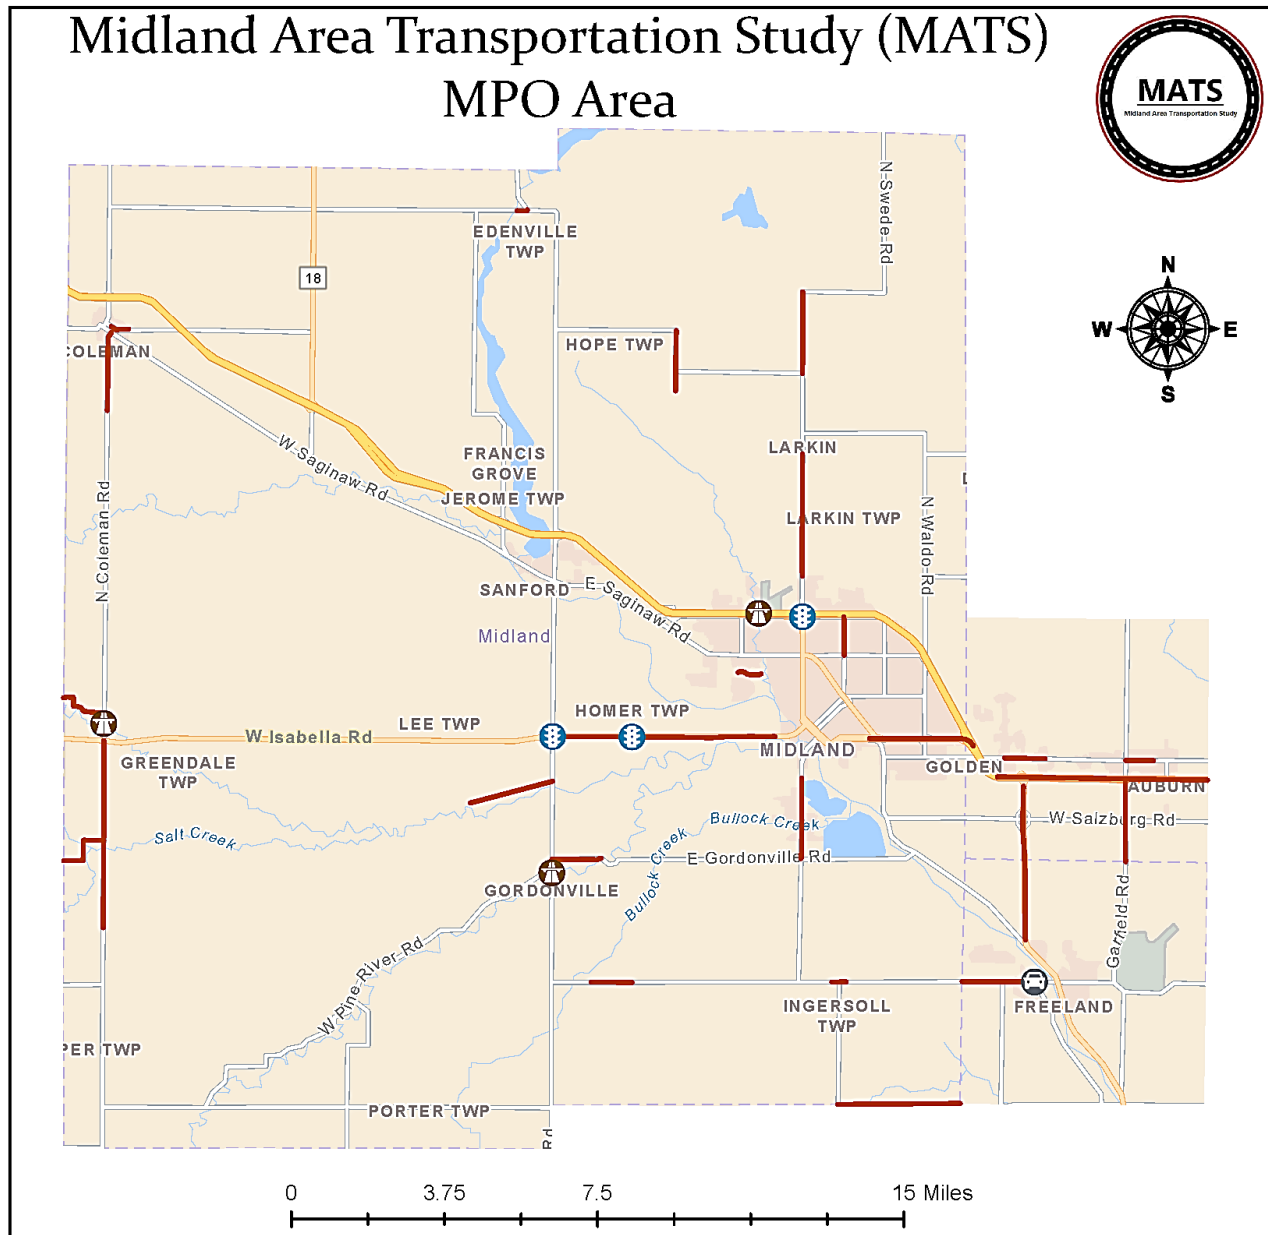 Midland Area Transportation Study (MATS)
MPO Area
MATS
Midland Area Transportation Study
N
W E
S
N-Swede-Rd
EDENVILLE
TWP
18
HOPE TWP
COLEMAN
W-Saginaw-Rd
FRANCIS
GROVE
JEROME TWP
LARKIN
LARKIN TWP
N-Waldo-Rd
N-Coleman-Rd
SANFORD
E Saginaw-Rd
Midland
LEE TWP
HOMER TWP
W Isabella Rd
MIDLAND
GREENDALE
TWP
GOLDEN
AUBURN
Salt Creek
Bullock Creek
W-Salzburg Rd
E Gordonville Rd
Bullock Creek
GORDONVILLE
Garfield-Rd
W-Pine-River-Rd
INGERSOLL
TWP
FREELAND
PER TWP
PORTER TWP
Rd
0 3.75 7.5 15 Miles